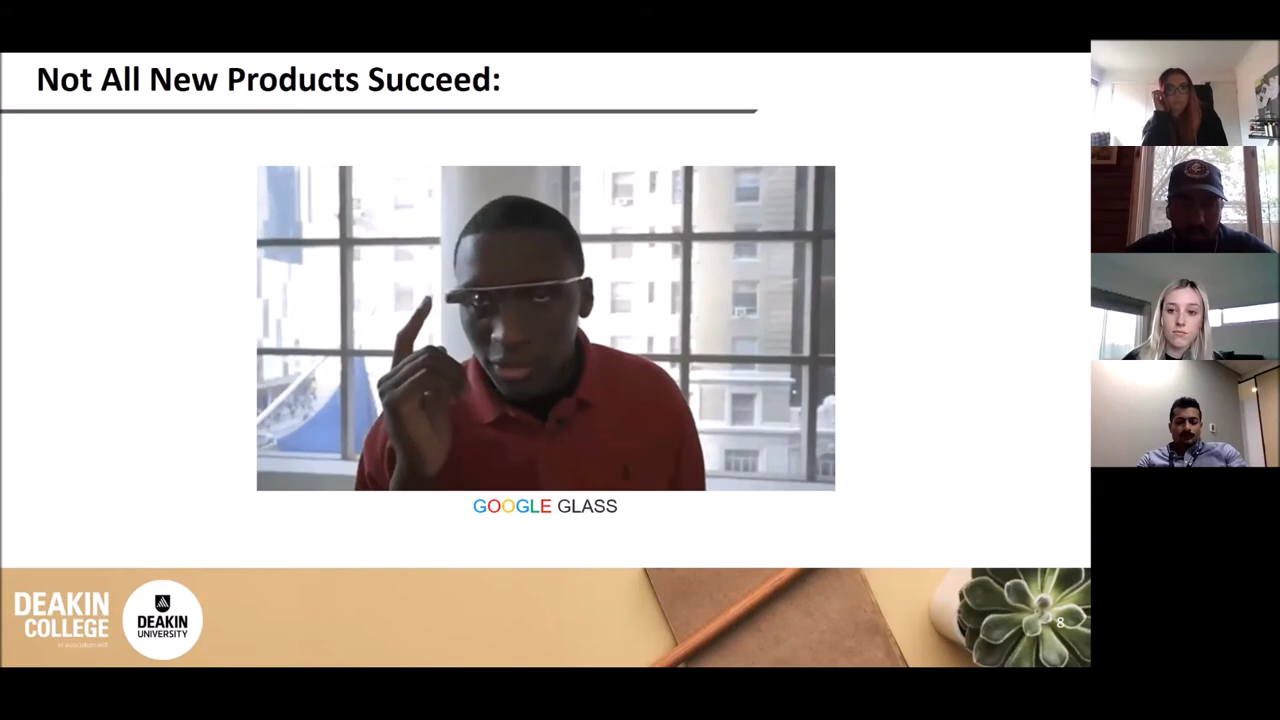 Not All New Products Succeed:
GOOGLE GLASS
DEAKIN
COLLEGE
DEAKIN
UNIVERSITY
8